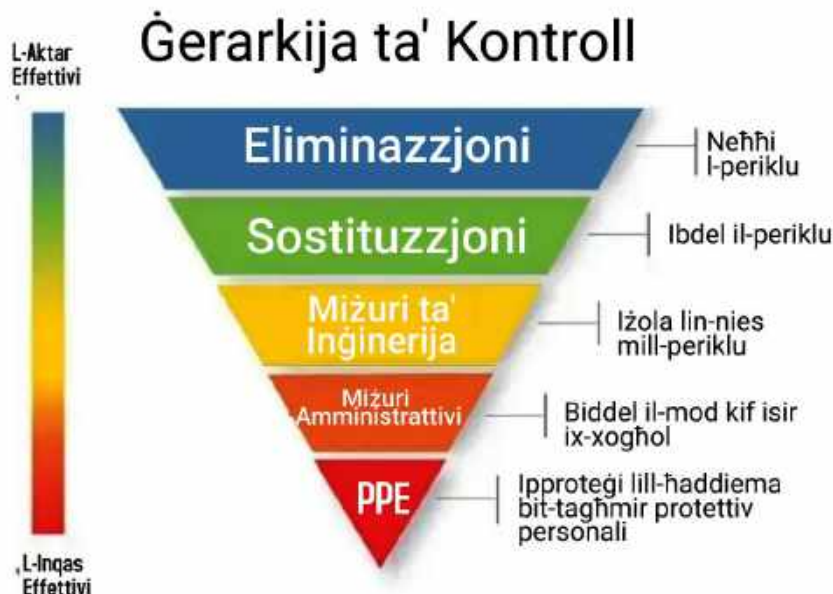 Ġerarkija ta' Kontroll
L-Aktar
Effettivi
Eliminazzjoni
Neħħi
l-periklu
Sostituzzjoni
Ibdel il-periklu
Miżuri ta'
Inġinerija
Iżola lin-nies
mill-periklu
Miżuri
Amministrattivi
Biddel il-mod kif isir
ix-xogħol
PPE
Ipproteġi lill-ħaddiema
bit-tagħmir protettiv
personali
L-Inqas
Effettivi